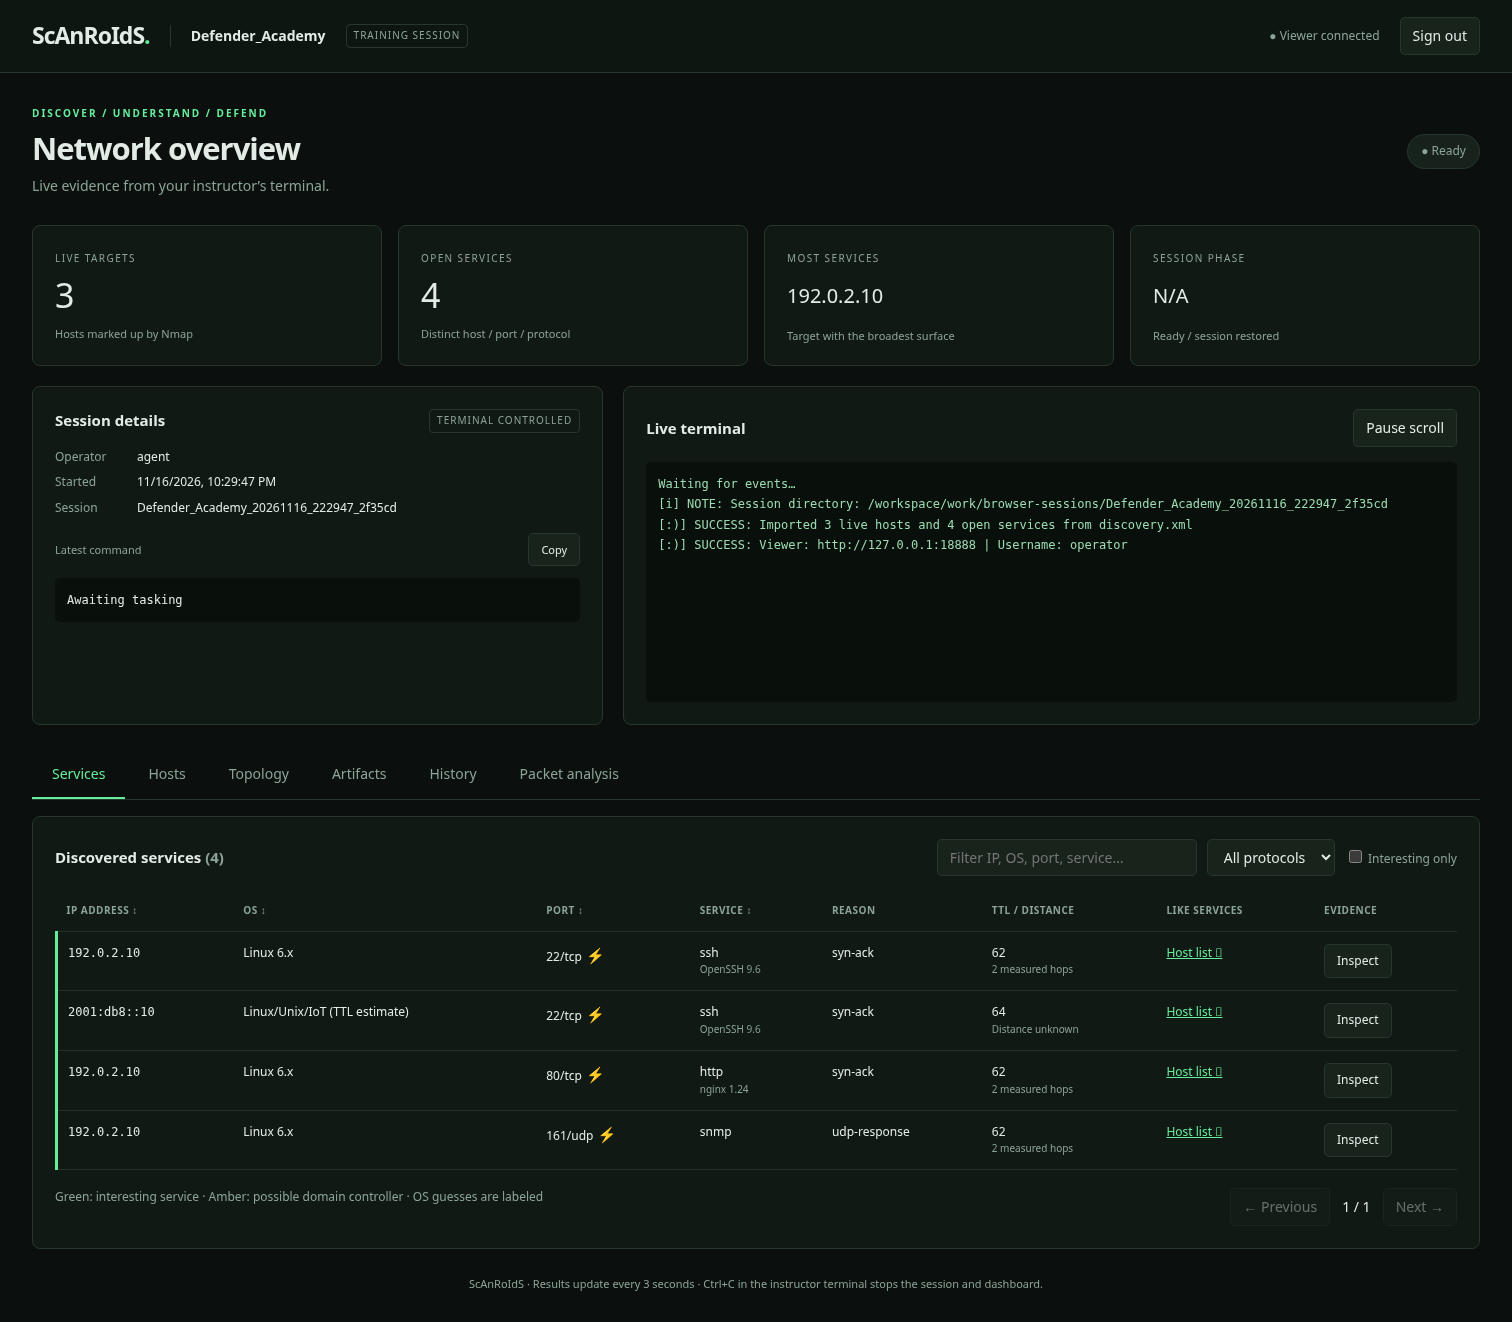 ScAnRoIdS. Defender_Academy TRAINING SESSION ● Viewer connected Sign out
DISCOVER / UNDERSTAND / DEFEND
Network overview
● Ready
Live evidence from your instructor's terminal.
LIVE TARGETS
3
Hosts marked up by Nmap
OPEN SERVICES
4
Distinct host / port / protocol
MOST SERVICES
192.0.2.10
Target with the broadest surface
SESSION PHASE
N/A
Ready / session restored
Session details TERMINAL CONTROLLED
Operator agent
Started 11/16/2026, 10:29:47 PM
Session Defender_Academy_20261116_222947_2f35cd
Latest command Copy
Awaiting tasking
Live terminal Pause scroll
Waiting for events…
[i] NOTE: Session directory: /workspace/work/browser-sessions/Defender_Academy_20261116_222947_2f35cd
[:)] SUCCESS: Imported 3 live hosts and 4 open services from discovery.xml
[:)] SUCCESS: Viewer: http://127.0.0.1:18888 | Username: operator
Services Hosts Topology Artifacts History Packet analysis
Discovered services (4) Filter IP, OS, port, service… All protocols Interesting only
IP ADDRESS ↕ OS ↕ PORT ↕ SERVICE ↕ REASON TTL / DISTANCE LIKE SERVICES EVIDENCE
192.0.2.10 Linux 6.x 22/tcp ⚡ ssh syn-ack 62 Host list Inspect
OpenSSH 9.6 2 measured hops
2001:db8::10 Linux/Unix/IoT (TTL estimate) 22/tcp ⚡ ssh syn-ack 64 Host list Inspect
OpenSSH 9.6 Distance unknown
192.0.2.10 Linux 6.x 80/tcp ⚡ http syn-ack 62 Host list Inspect
nginx 1.24 2 measured hops
192.0.2.10 Linux 6.x 161/udp ⚡ snmp udp-response 62 Host list Inspect
2 measured hops
Green: interesting service · Amber: possible domain controller · OS guesses are labeled
← Previous 1 / 1 Next →
ScAnRoIdS · Results update every 3 seconds · Ctrl+C in the instructor terminal stops the session and dashboard.